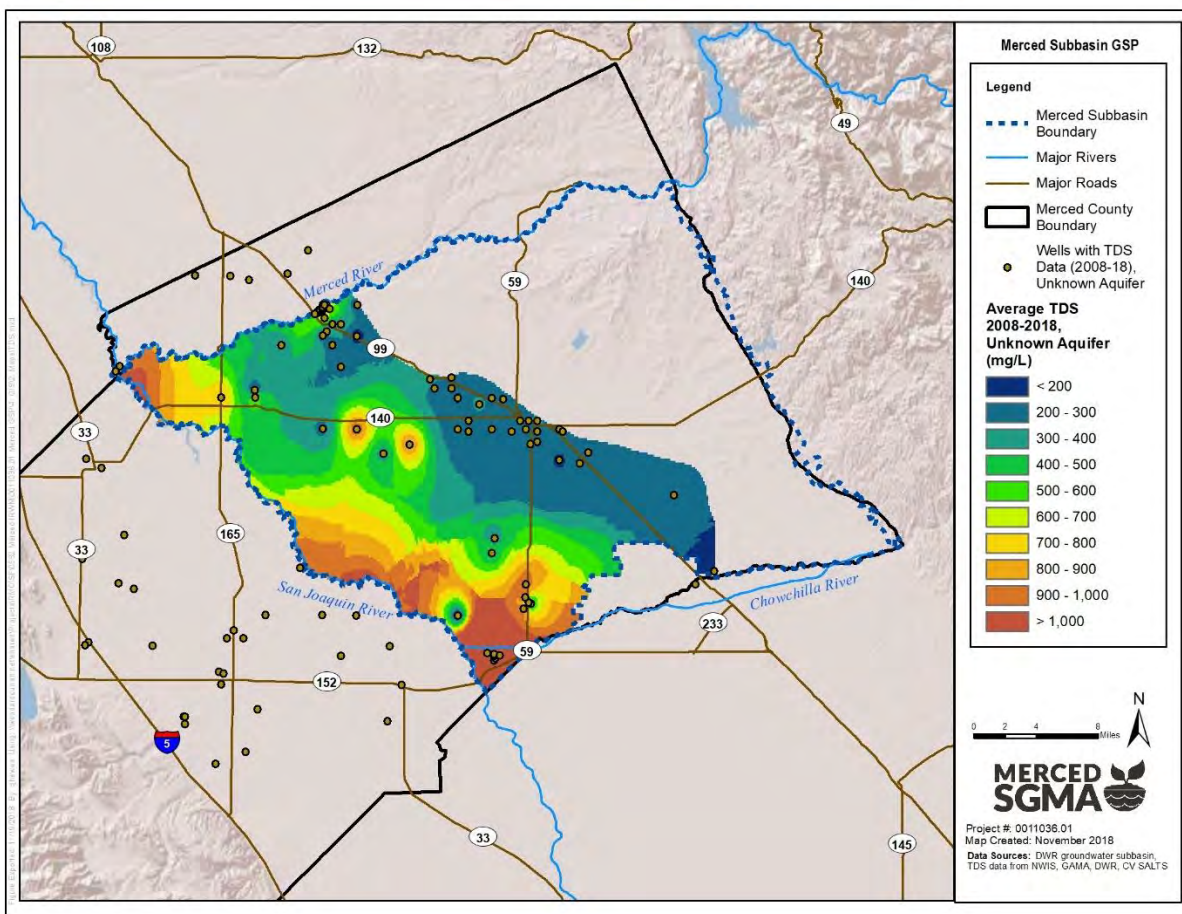 108
132
49
Merced River
59
140
99
140
33
165
33
San Joaquin River
Chowchilla River
233
59
152
5
33
145
Merced Subbasin GSP
Legend
Merced Subbasin
Boundary
Major Rivers
Major Roads
Merced County
Boundary
Wells with TDS
Data (2008-18),
Unknown Aquifer
Average TDS
2008-2018,
Unknown Aquifer
(mg/L)
< 200
200 - 300
300 - 400
400 - 500
500 - 600
600 - 700
700 - 800
800 - 900
900 - 1,000
> 1,000
N
0 2 4 8
Miles
MERCED
SGMA
Project #: 0011036.01
Map Created: November 2018
Data Sources: DWR groundwater subbasin,
TDS data from NWIS, GAMA, DWR, CV SALTS